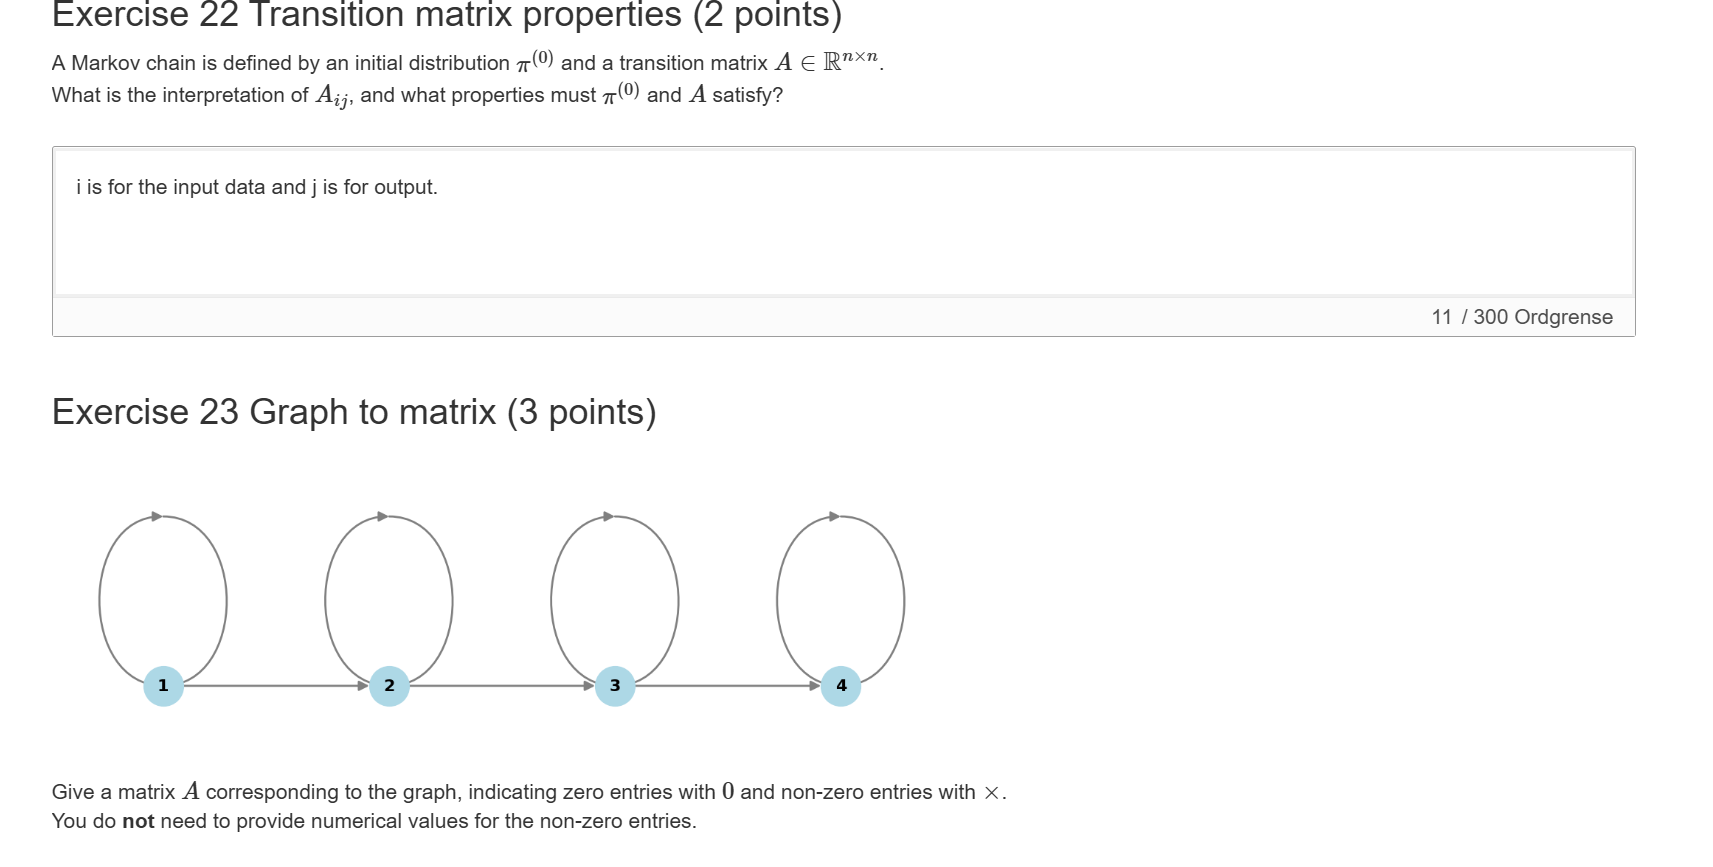 Exercise 22 Transition matrix properties (2 points)
A Markov chain is defined by an initial distribution π⁽⁰⁾ and a transition matrix A ∈ ℝⁿˣⁿ.
What is the interpretation of Aᵢⱼ, and what properties must π⁽⁰⁾ and A satisfy?
i is for the input data and j is for output.
11 / 300 Ordgrense
Exercise 23 Graph to matrix (3 points)
1 2 3 4
Give a matrix A corresponding to the graph, indicating zero entries with 0 and non-zero entries with ×.
You do not need to provide numerical values for the non-zero entries.